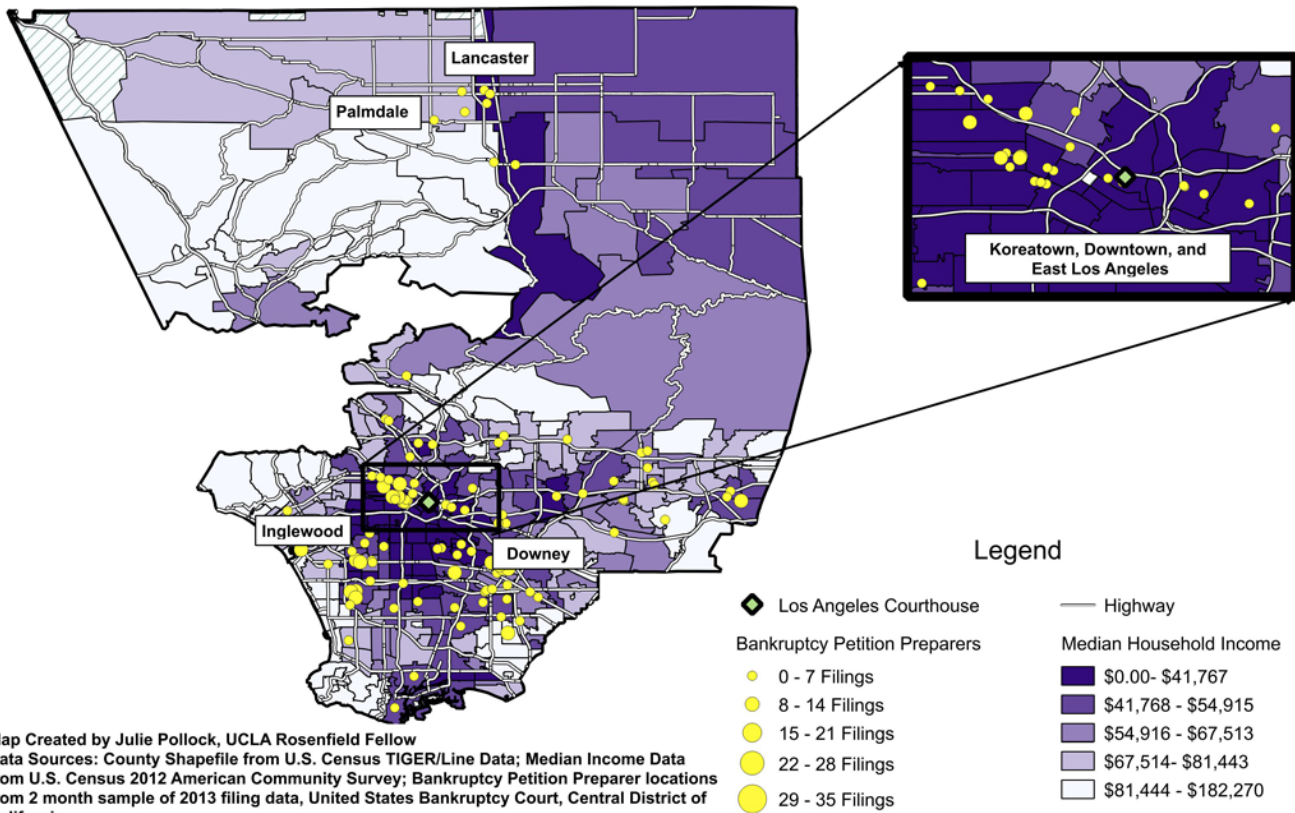 Lancaster
Palmdale
Koreatown, Downtown, and
East Los Angeles
Inglewood
Downey
Legend
Los Angeles Courthouse
Highway
Bankruptcy Petition Preparers
0 - 7 Filings
8 - 14 Filings
15 - 21 Filings
22 - 28 Filings
29 - 35 Filings
Median Household Income
$0.00- $41,767
$41,768 - $54,915
$54,916 - $67,513
$67,514- $81,443
$81,444 - $182,270
ap Created by Julie Pollock, UCLA Rosenfield Fellow
ata Sources: County Shapefile from U.S. Census TIGER/Line Data; Median Income Data
om U.S. Census 2012 American Community Survey; Bankruptcy Petition Preparer locations
om 2 month sample of 2013 filing data, United States Bankruptcy Court, Central District of